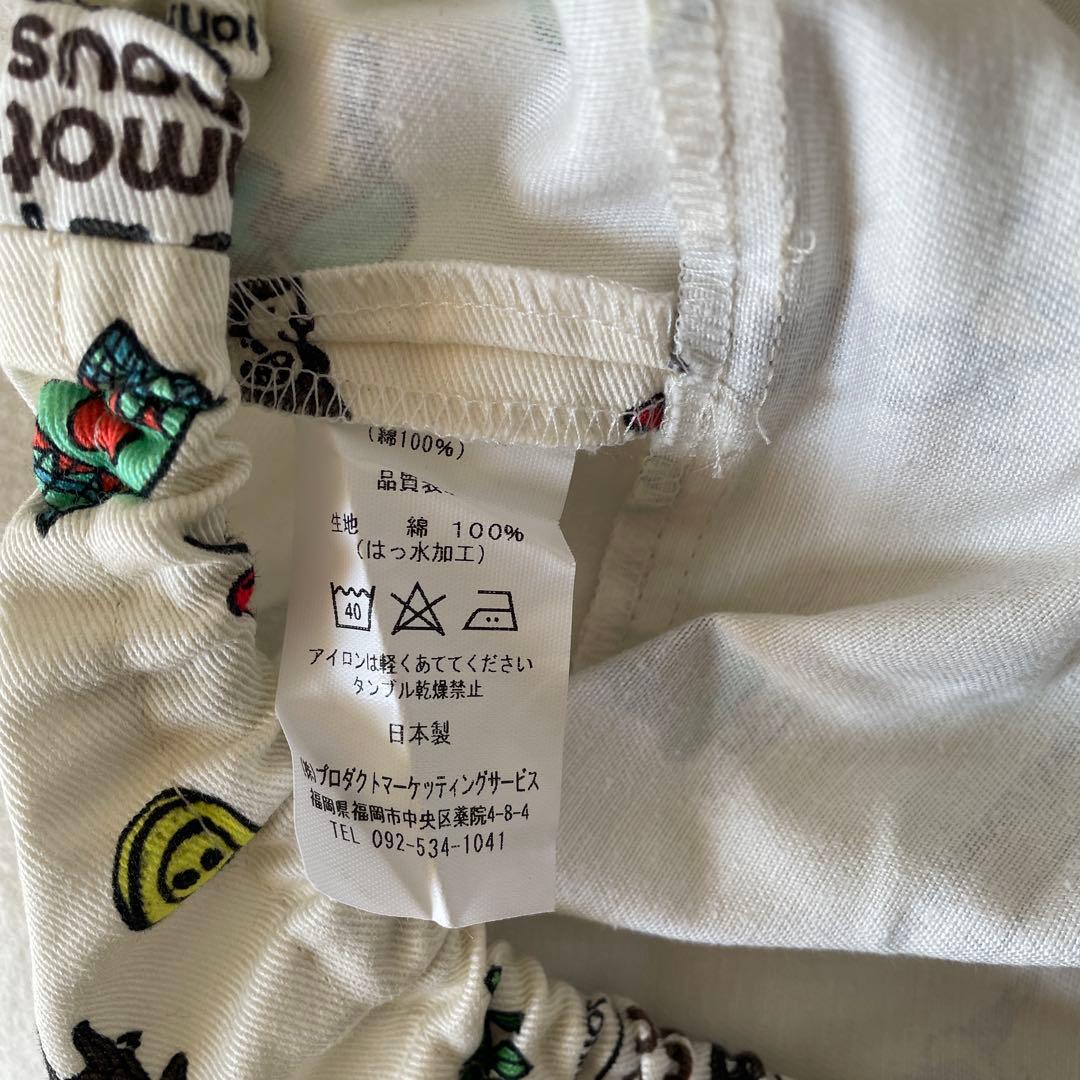 (綿100%)
品質表
生地 綿 100%
(はっ水加工)
40
アイロンは軽くあててください
タンブル乾燥禁止
日本製
(株)プロダクトマーケッティングサービス
福岡県福岡市中央区薬院4-8-4
TEL 092-534-1041